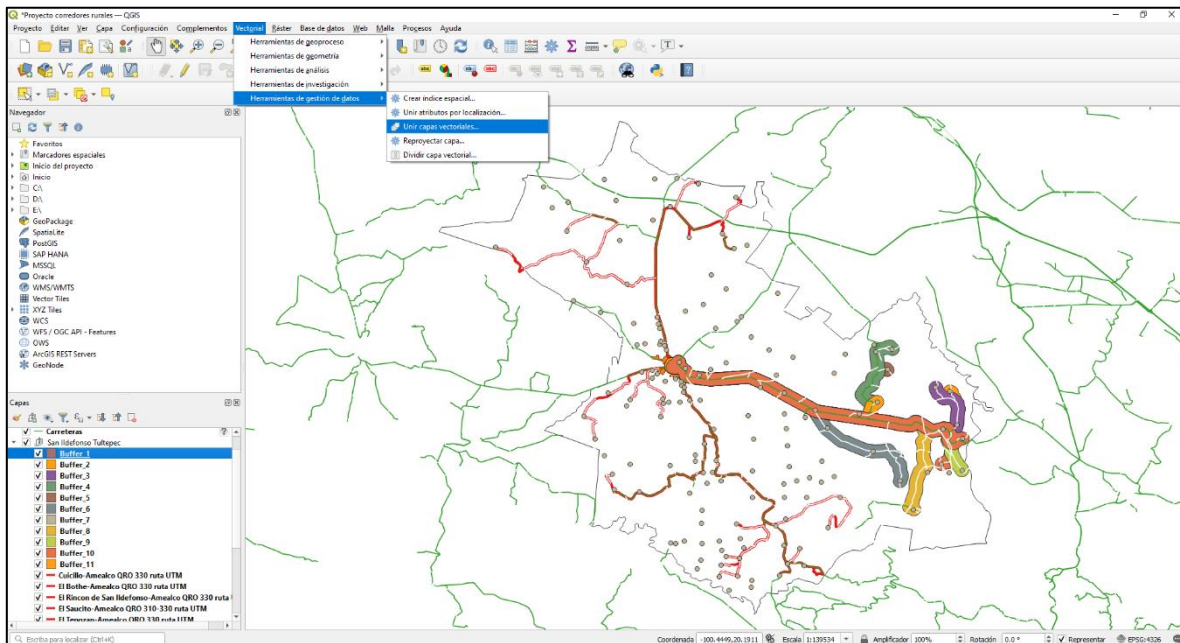 *Proyecto corredores rurales — QGIS
Proyecto Editar Ver Capa Configuración Complementos Vectorial Ráster Base de datos Web Malla Procesos Ayuda
Herramientas de geoproceso
Herramientas de geometría
Herramientas de análisis
Herramientas de investigación
Herramientas de gestión de datos
Crear índice espacial...
Unir atributos por localización...
Unir capas vectoriales...
Reproyectar capa...
Dividir capa vectorial...
Navegador
Favoritos
Marcadores espaciales
Inicio del proyecto
Inicio
C:\
D:\
E:\
GeoPackage
SpatiaLite
PostGIS
SAP HANA
MSSQL
Oracle
WMS/WMTS
Vector Tiles
XYZ Tiles
WCS
WFS / OGC API - Features
OWS
ArcGIS REST Servers
GeoNode
Capas
Carreteras
San Ildefonso Tultepec
Buffer_1
Buffer_2
Buffer_3
Buffer_4
Buffer_5
Buffer_6
Buffer_7
Buffer_8
Buffer_9
Buffer_10
Buffer_11
Cuicillo-Amealco QRO 330 ruta UTM
El Bothe-Amealco QRO 330 ruta UTM
El Rincon de San Ildefonso-Amealco QRO 330 ruta U
El Saucito-Amealco QRO 310-330 ruta UTM
El Tepozan-Amealco QRO 330 ruta UTM
Escriba para localizar (Ctrl+K)
Coordenada -100.4449,20.1911 Escala 1:139534 Amplificador 100% Rotación 0.0 ° Representar EPSG:4326